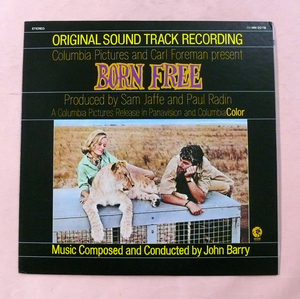 STEREO
ORIGINAL SOUND TRACK RECORDING
Columbia Pictures and Carl Foreman present
BORN FREE
Produced by Sam Jaffe and Paul Radin
A Columbia Pictures Release in Panavision and ColumbiaColor
Music Composed and Conducted by John Barry